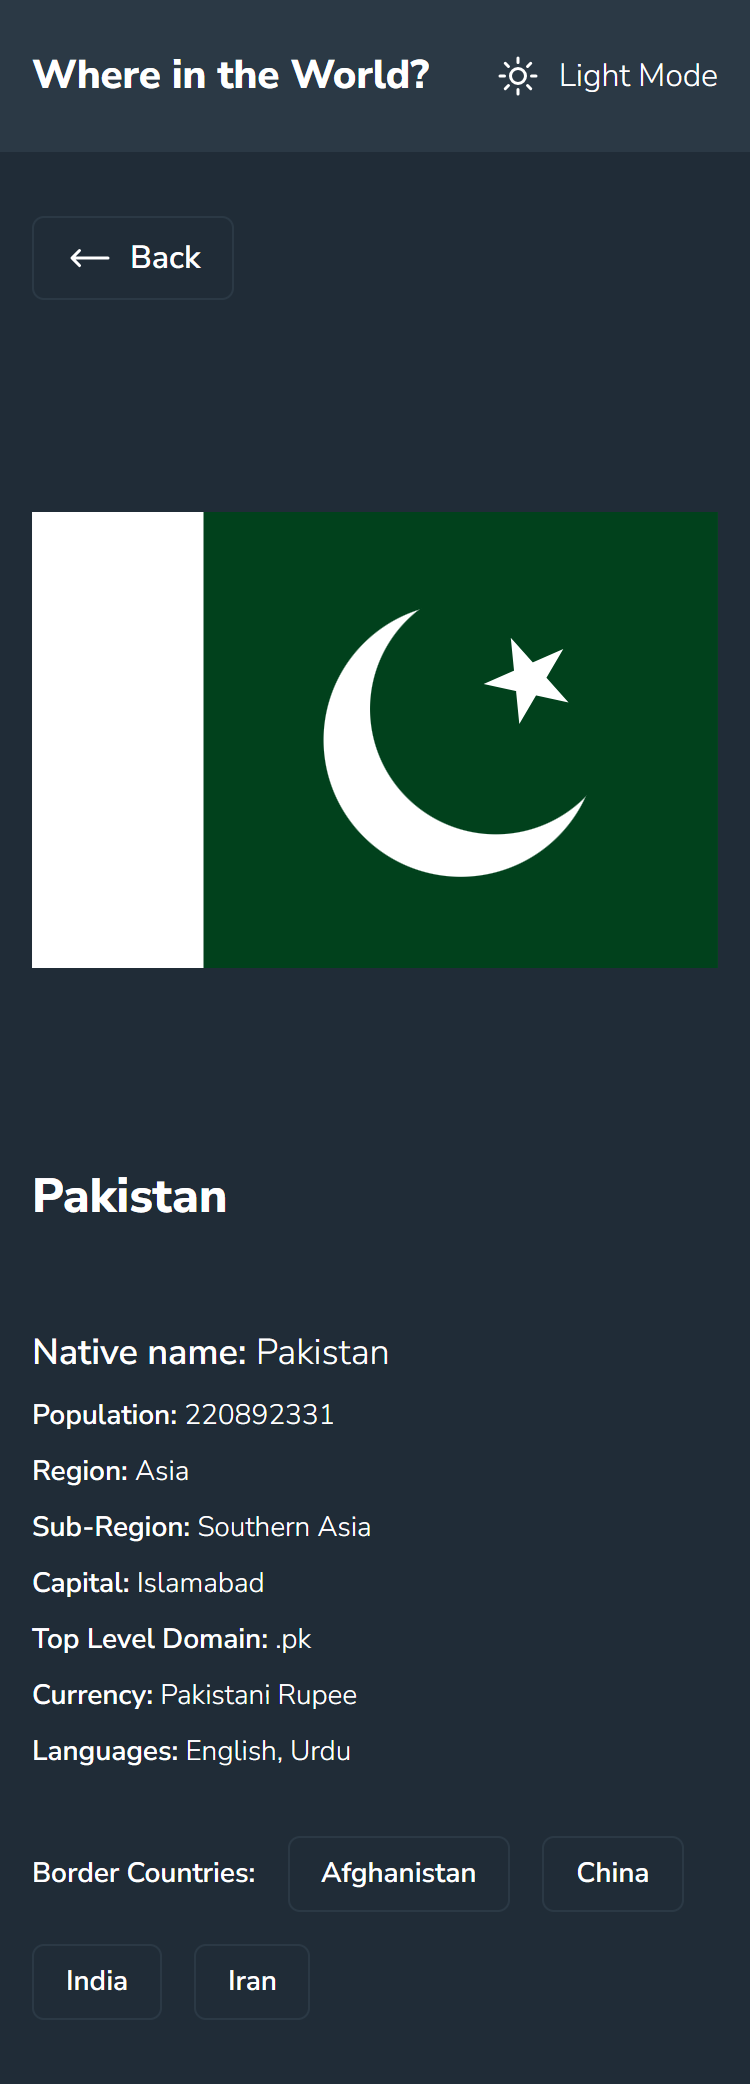 Where in the World? Light Mode
Back
Pakistan
Native name: Pakistan
Population: 220892331
Region: Asia
Sub-Region: Southern Asia
Capital: Islamabad
Top Level Domain: .pk
Currency: Pakistani Rupee
Languages: English, Urdu
Border Countries: Afghanistan China
India Iran